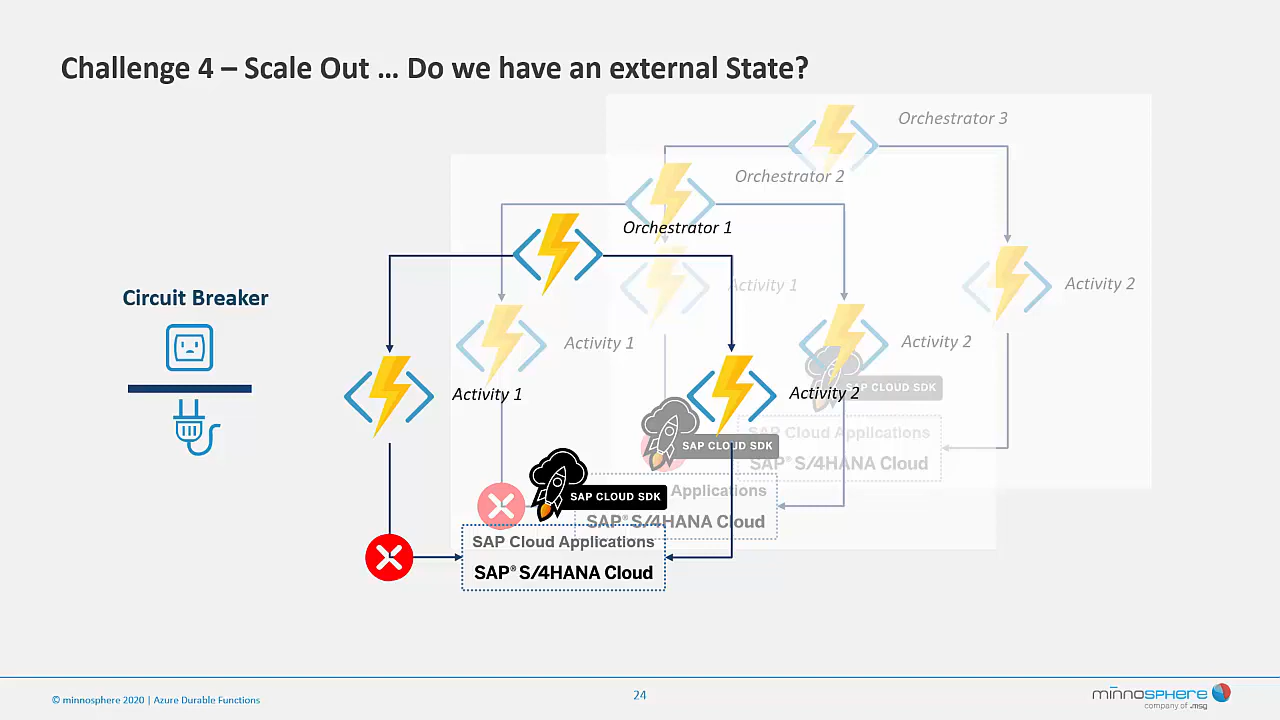 Challenge 4 – Scale Out ... Do we have an external State?
Orchestrator 3
Orchestrator 2
Orchestrator 1
Activity 1
Activity 2
Circuit Breaker
Activity 1
Activity 2
SAP CLOUD SDK
Activity 1
Activity 2
SAP Cloud Applications
SAP CLOUD SDK
SAP® S/4HANA Cloud
Applications
SAP CLOUD SDK
SAP® S/4HANA Cloud
SAP Cloud Applications
SAP® S/4HANA Cloud
© minnosphere 2020 | Azure Durable Functions
24
minnosphere
company of .msg